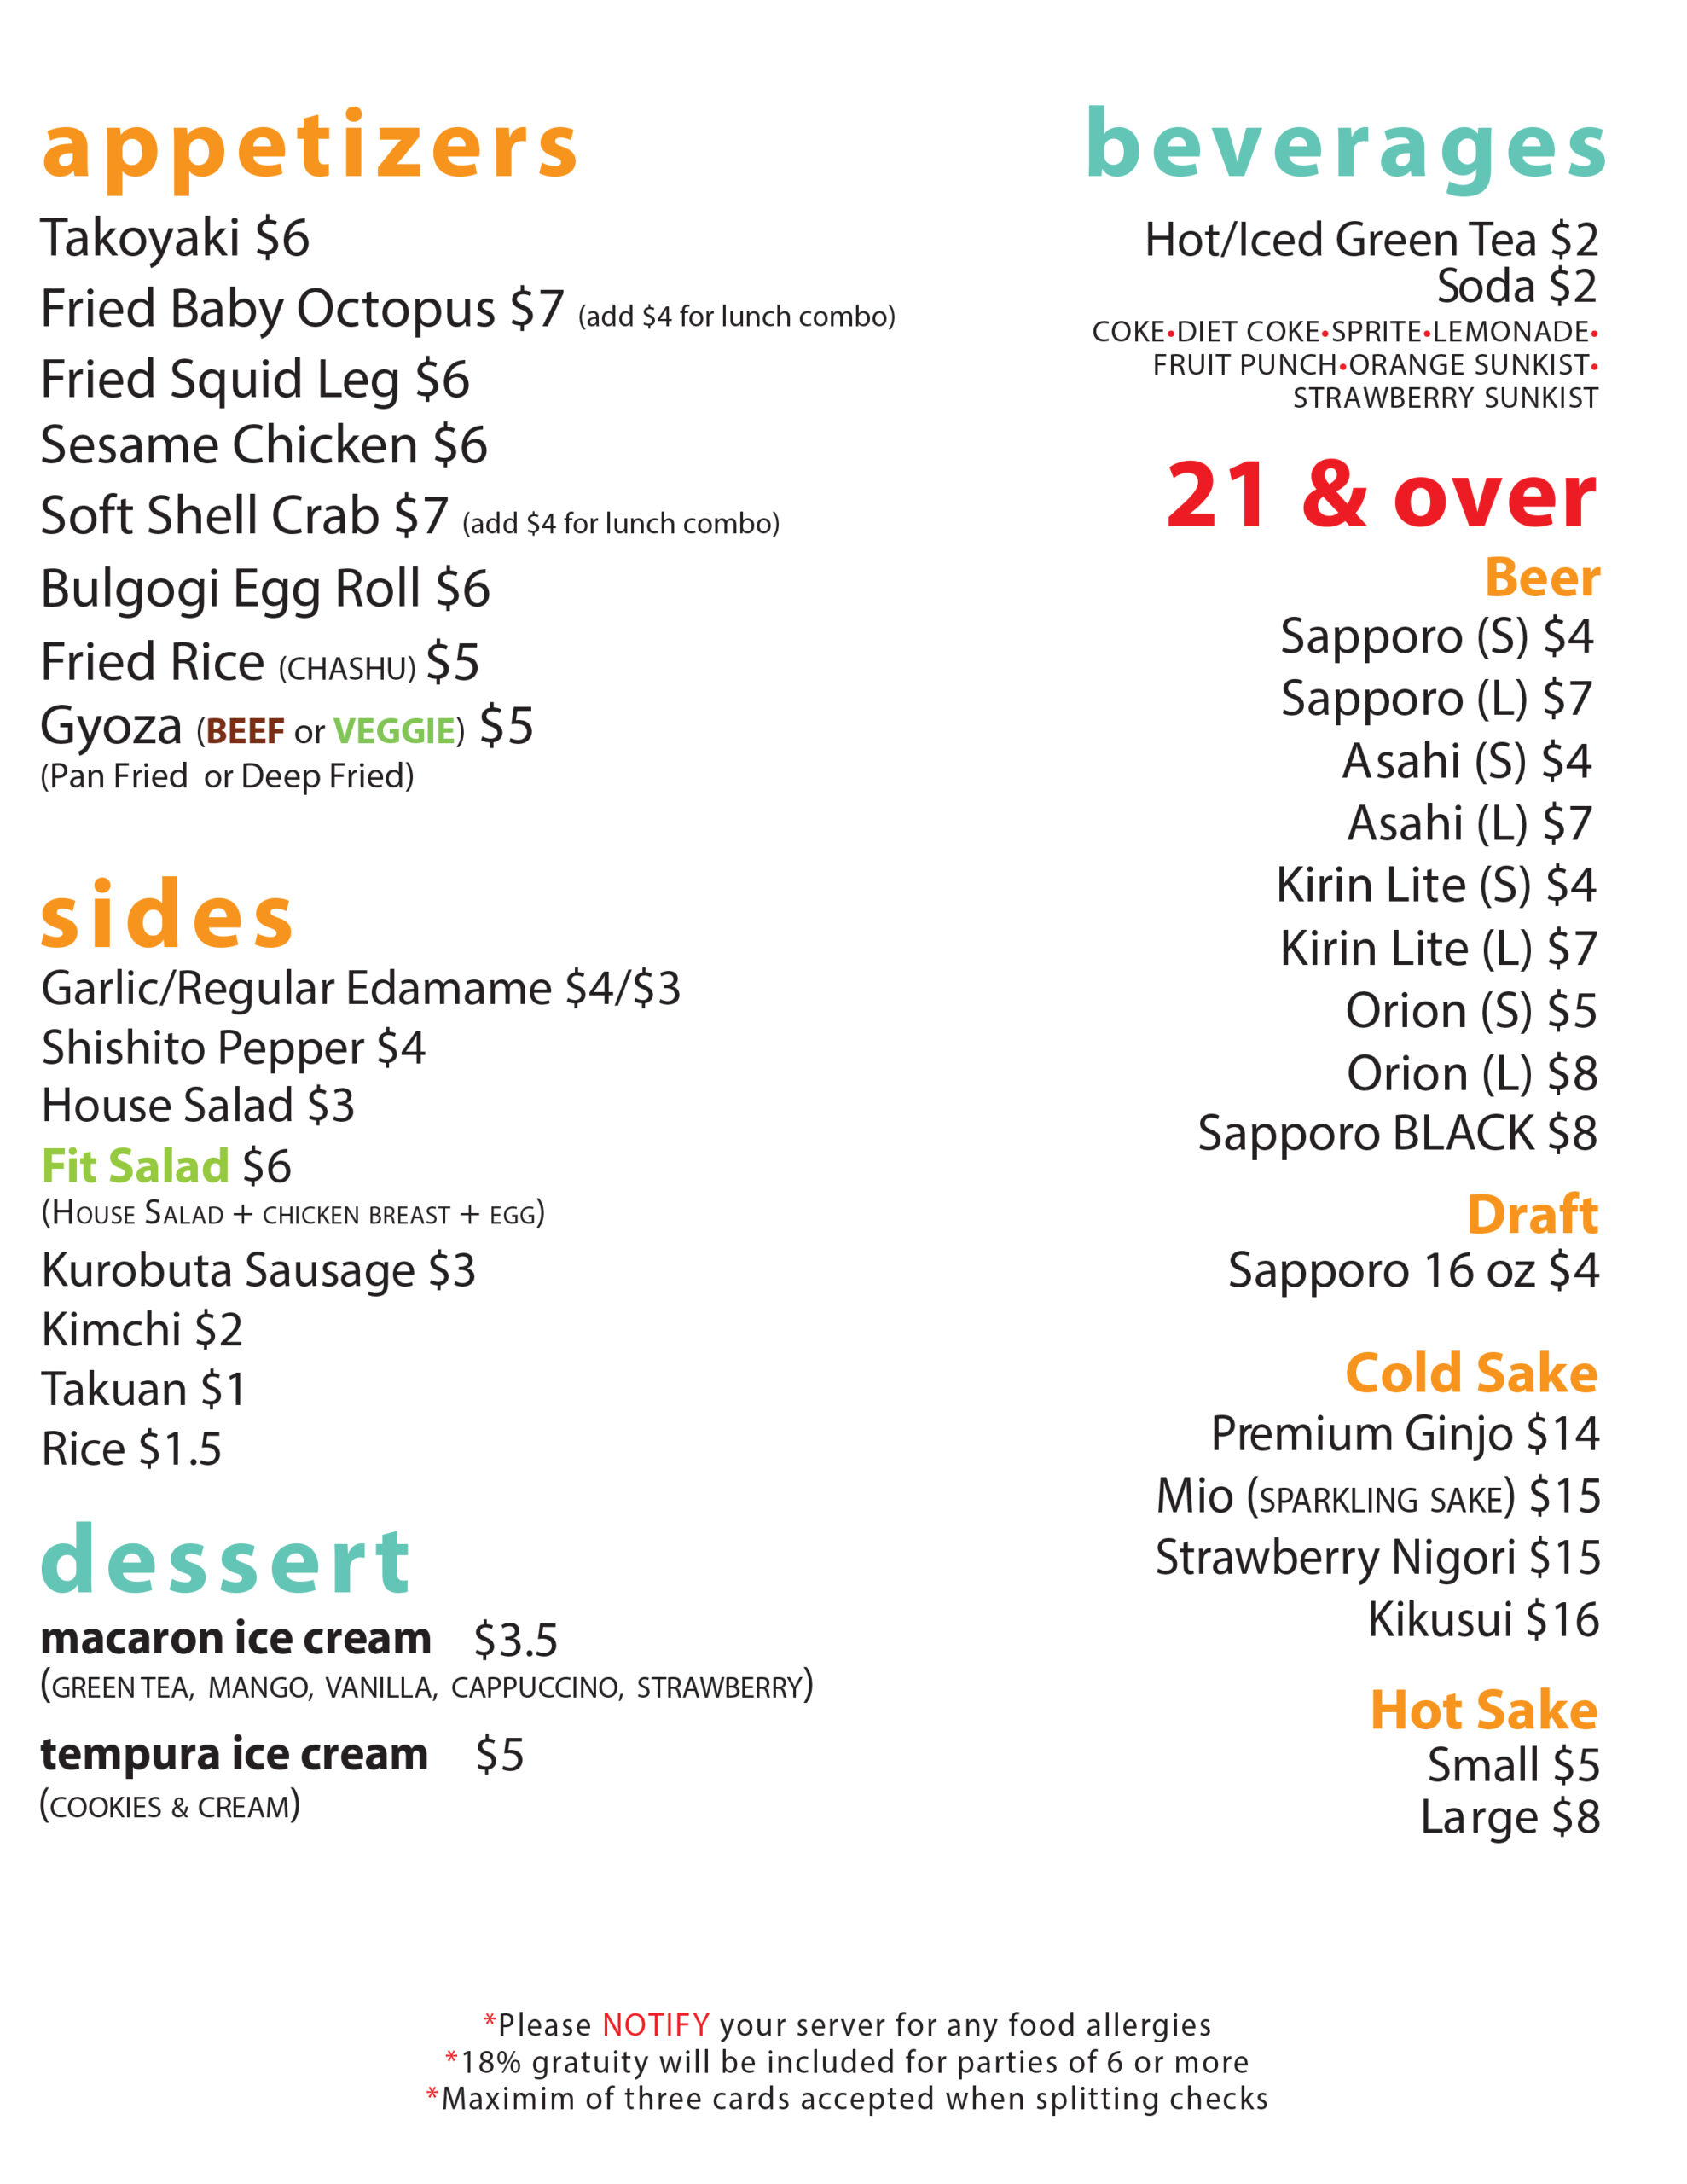 appetizers
Takoyaki $6
Fried Baby Octopus $7 (add $4 for lunch combo)
Fried Squid Leg $6
Sesame Chicken $6
Soft Shell Crab $7 (add $4 for lunch combo)
Bulgogi Egg Roll $6
Fried Rice (CHASHU) $5
Gyoza (BEEF or VEGGIE) $5
(Pan Fried or Deep Fried)
sides
Garlic/Regular Edamame $4/$3
Shishito Pepper $4
House Salad $3
Fit Salad $6
(HOUSE SALAD + CHICKEN BREAST + EGG)
Kurobuta Sausage $3
Kimchi $2
Takuan $1
Rice $1.5
dessert
macaron ice cream $3.5
(GREEN TEA, MANGO, VANILLA, CAPPUCCINO, STRAWBERRY)
tempura ice cream $5
(COOKIES & CREAM)
beverages
Hot/Iced Green Tea $2
Soda $2
COKE•DIET COKE•SPRITE•LEMONADE•
FRUIT PUNCH•ORANGE SUNKIST•
STRAWBERRY SUNKIST
21 & over
Beer
Sapporo (S) $4
Sapporo (L) $7
Asahi (S) $4
Asahi (L) $7
Kirin Lite (S) $4
Kirin Lite (L) $7
Orion (S) $5
Orion (L) $8
Sapporo BLACK $8
Draft
Sapporo 16 oz $4
Cold Sake
Premium Ginjo $14
Mio (SPARKLING SAKE) $15
Strawberry Nigori $15
Kikusui $16
Hot Sake
Small $5
Large $8
*Please NOTIFY your server for any food allergies
*18% gratuity will be included for parties of 6 or more
*Maximim of three cards accepted when splitting checks